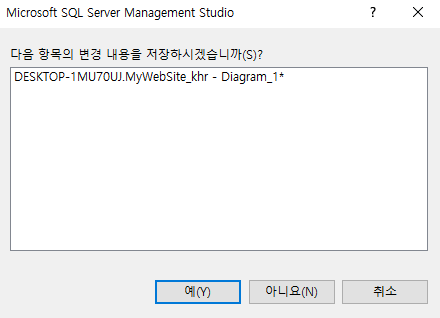 Microsoft SQL Server Management Studio
다음 항목의 변경 내용을 저장하시겠습니까(S)?
DESKTOP-1MU70UJ.MyWebSite_khr - Diagram_1*
예(Y) 아니요(N) 취소